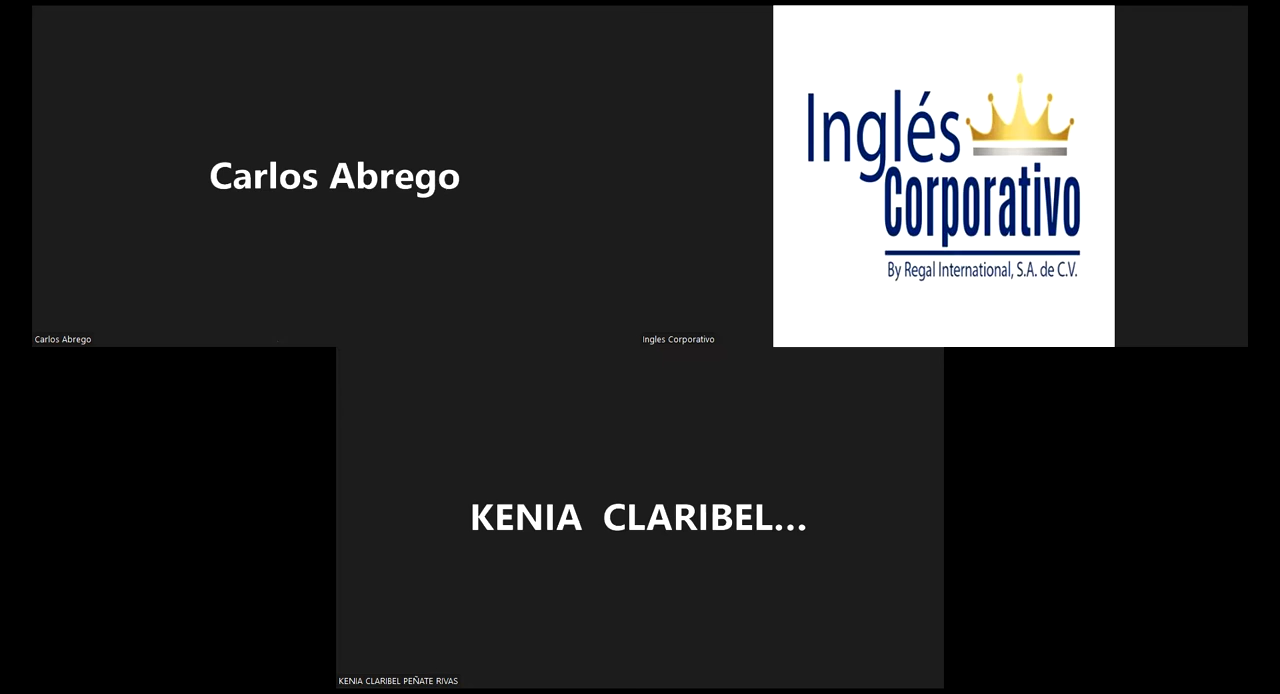 Carlos Abrego
Inglés
Corporativo
By Regal International, S.A. de C.V.
Carlos Abrego
Ingles Corporativo
KENIA  CLARIBEL...
KENIA CLARIBEL PEÑATE RIVAS